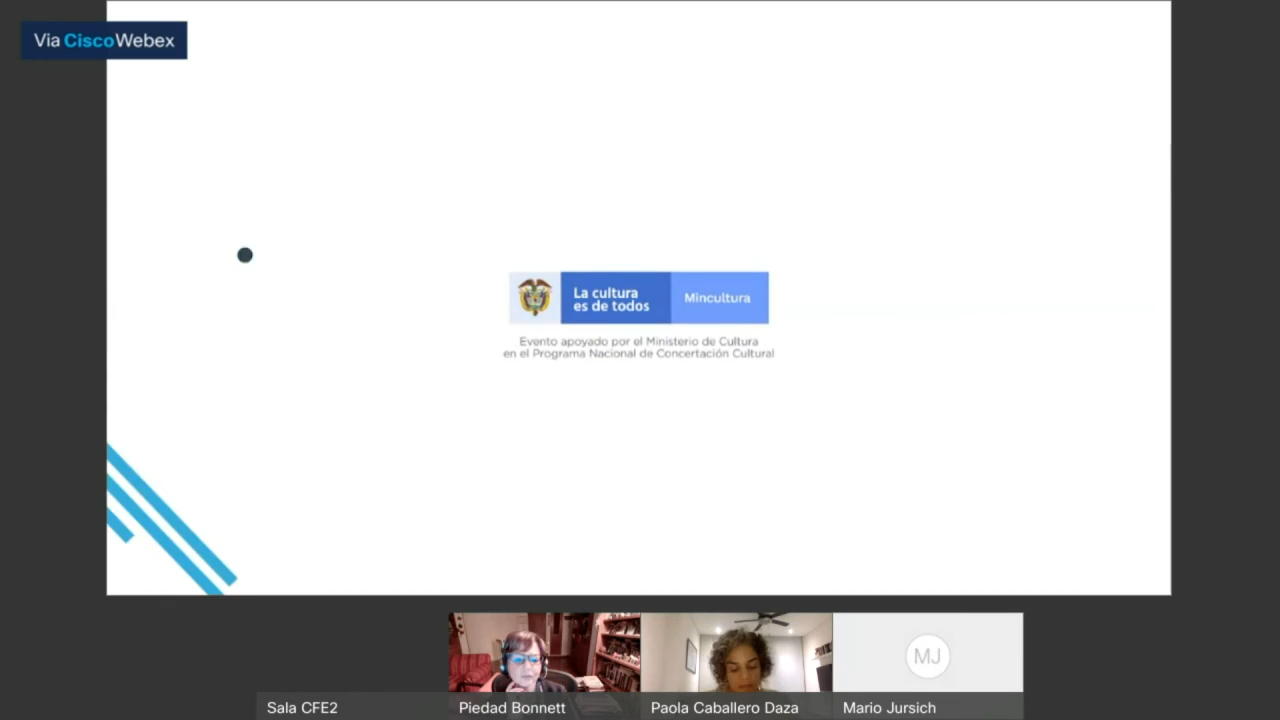 Via CiscoWebex
La cultura
es de todos
Mincultura
Evento apoyado por el Ministerio de Cultura
en el Programa Nacional de Concertación Cultural
MJ
Sala CFE2
Piedad Bonnett
Paola Caballero Daza
Mario Jursich